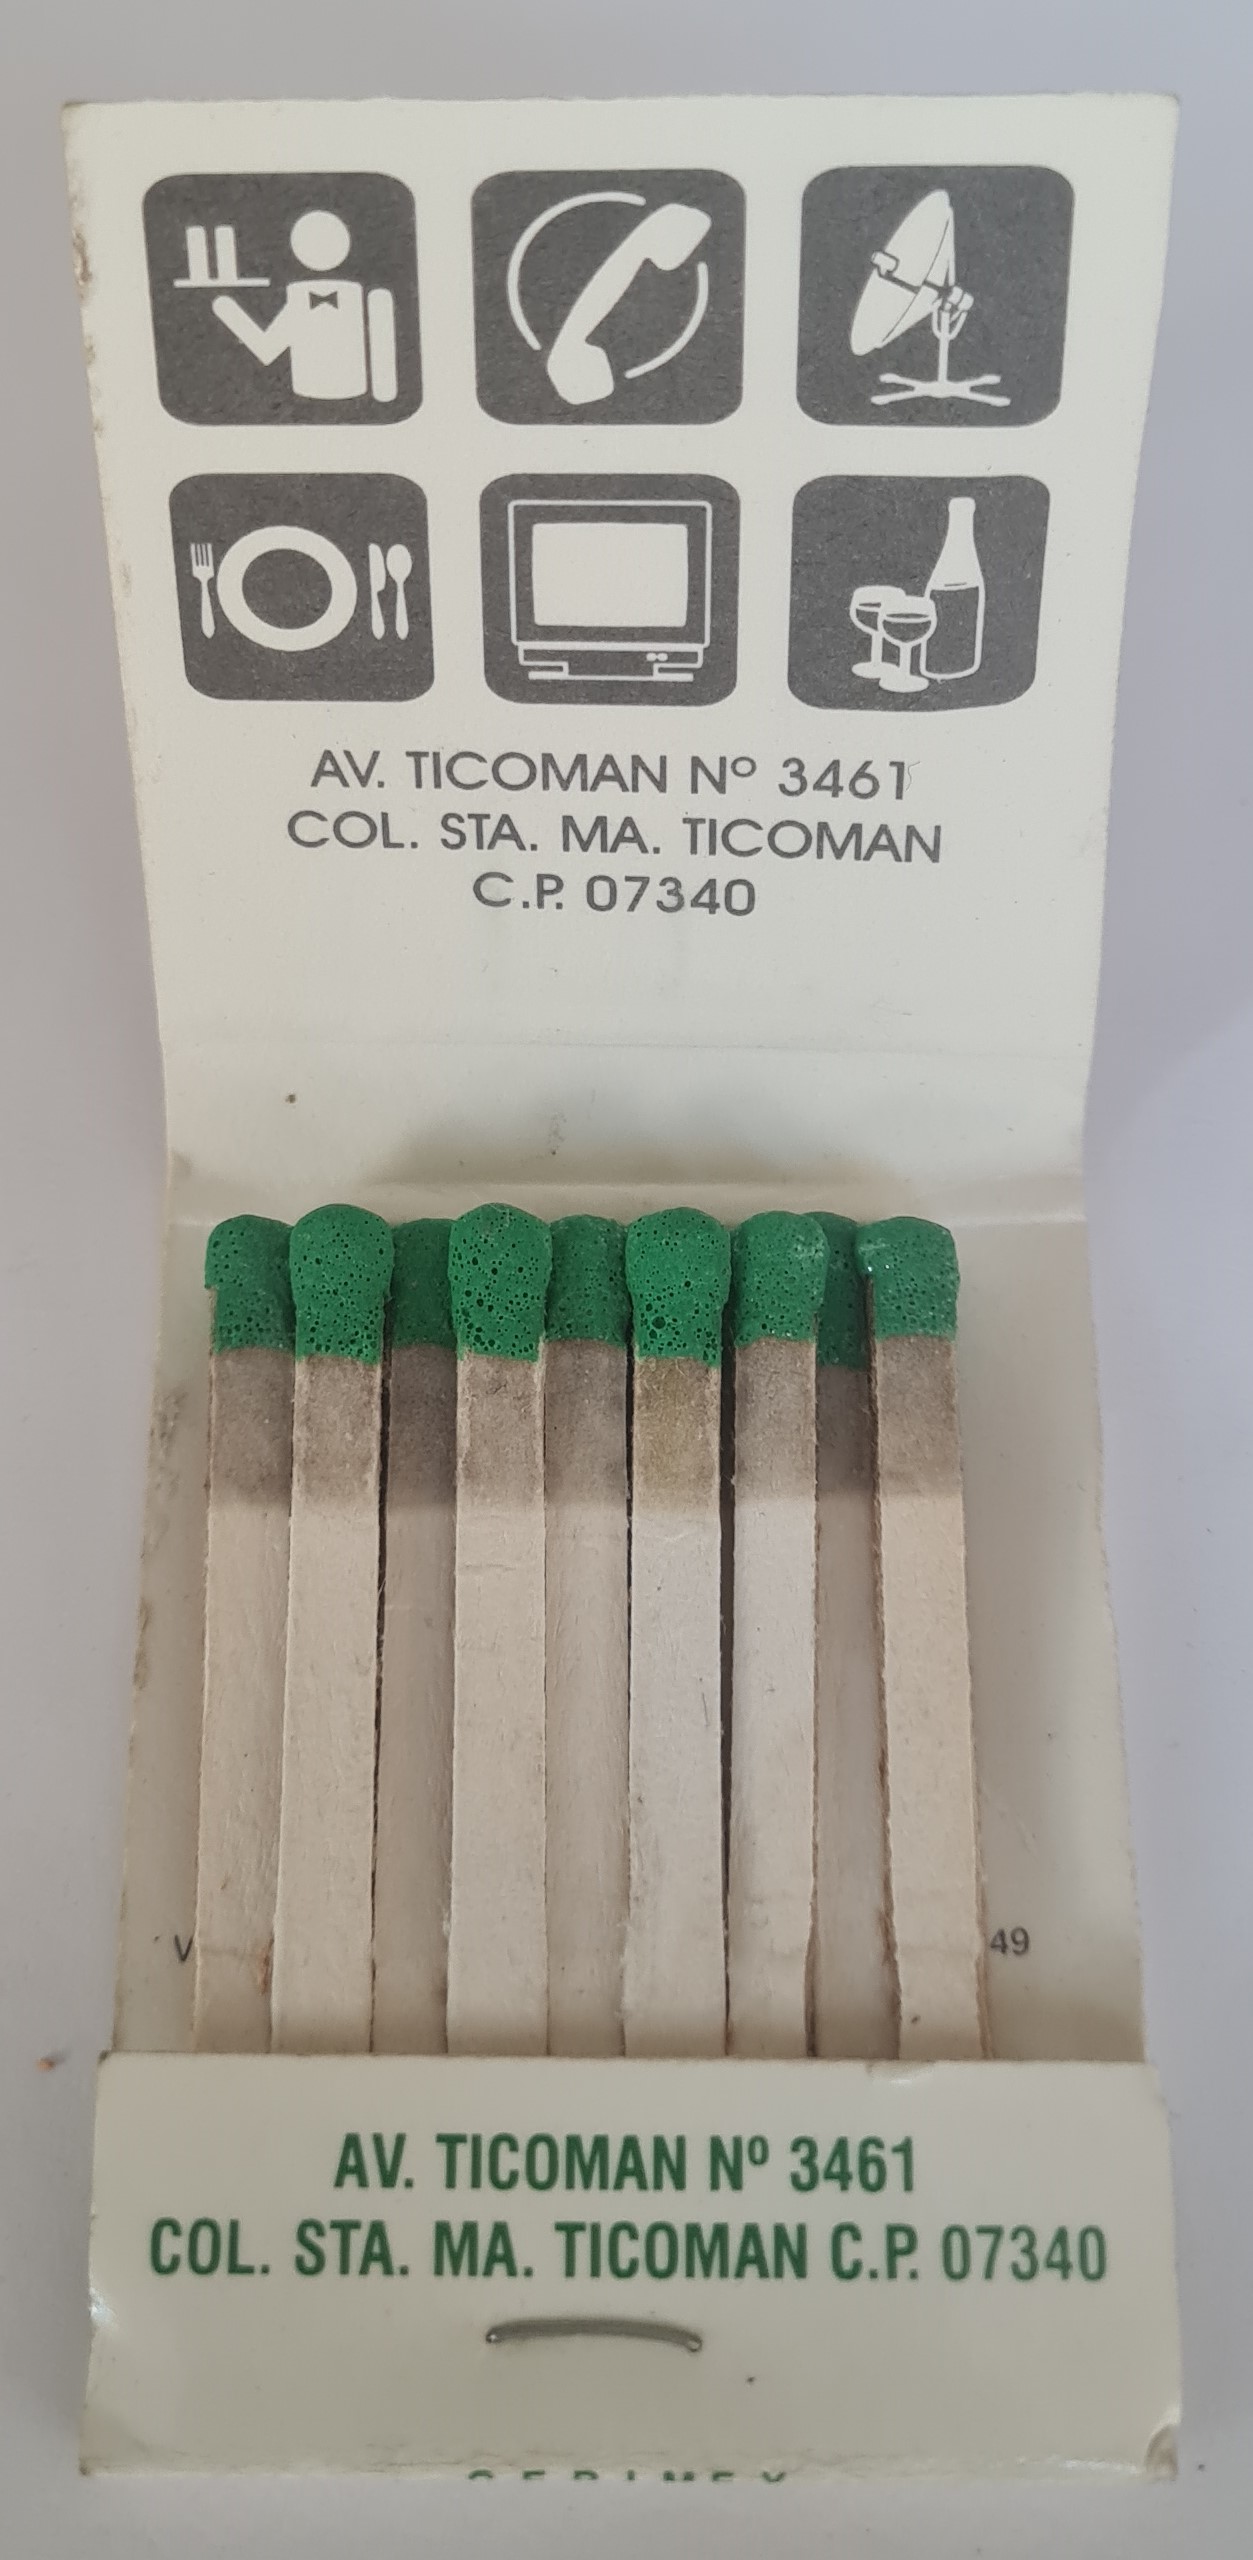 AV. TICOMAN Nº 3461
COL. STA. MA. TICOMAN
C.P. 07340
49
AV. TICOMAN Nº 3461
COL. STA. MA. TICOMAN C.P. 07340